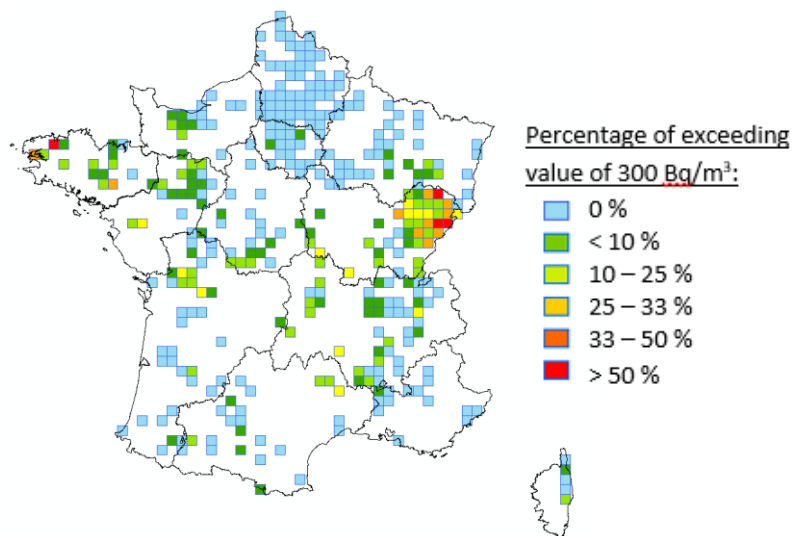 Percentage of exceeding
value of 300 Bq/m³:
0 %
< 10 %
10 – 25 %
25 – 33 %
33 – 50 %
> 50 %